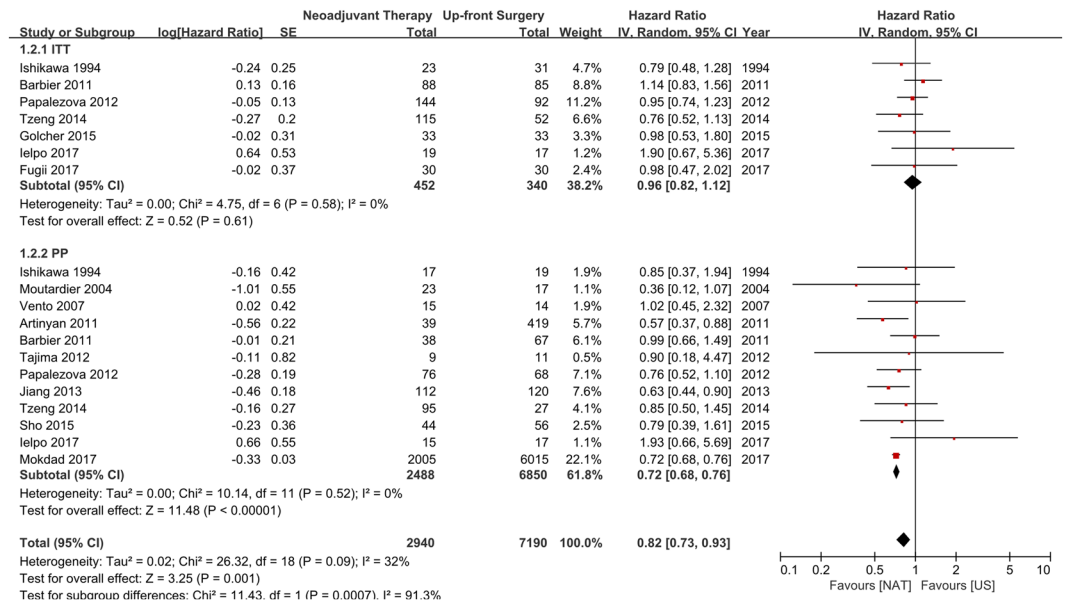 Neoadjuvant Therapy Up-front Surgery Hazard Ratio Hazard Ratio
Study or Subgroup log[Hazard Ratio] SE Total Total Weight IV, Random, 95% CI Year IV, Random, 95% CI
1.2.1 ITT
Ishikawa 1994 -0.24 0.25 23 31 4.7% 0.79 [0.48, 1.28] 1994
Barbier 2011 0.13 0.16 88 85 8.8% 1.14 [0.83, 1.56] 2011
Papalezova 2012 -0.05 0.13 144 92 11.2% 0.95 [0.74, 1.23] 2012
Tzeng 2014 -0.27 0.2 115 52 6.6% 0.76 [0.52, 1.13] 2014
Golcher 2015 -0.02 0.31 33 33 3.3% 0.98 [0.53, 1.80] 2015
Ielpo 2017 0.64 0.53 19 17 1.2% 1.90 [0.67, 5.36] 2017
Fugii 2017 -0.02 0.37 30 30 2.4% 0.98 [0.47, 2.02] 2017
Subtotal (95% CI) 452 340 38.2% 0.96 [0.82, 1.12]
Heterogeneity: Tau² = 0.00; Chi² = 4.75, df = 6 (P = 0.58); I² = 0%
Test for overall effect: Z = 0.52 (P = 0.61)
1.2.2 PP
Ishikawa 1994 -0.16 0.42 17 19 1.9% 0.85 [0.37, 1.94] 1994
Moutardier 2004 -1.01 0.55 23 17 1.1% 0.36 [0.12, 1.07] 2004
Vento 2007 0.02 0.42 15 14 1.9% 1.02 [0.45, 2.32] 2007
Artinyan 2011 -0.56 0.22 39 419 5.7% 0.57 [0.37, 0.88] 2011
Barbier 2011 -0.01 0.21 38 67 6.1% 0.99 [0.66, 1.49] 2011
Tajima 2012 -0.11 0.82 9 11 0.5% 0.90 [0.18, 4.47] 2012
Papalezova 2012 -0.28 0.19 76 68 7.1% 0.76 [0.52, 1.10] 2012
Jiang 2013 -0.46 0.18 112 120 7.6% 0.63 [0.44, 0.90] 2013
Tzeng 2014 -0.16 0.27 95 27 4.1% 0.85 [0.50, 1.45] 2014
Sho 2015 -0.23 0.36 44 56 2.5% 0.79 [0.39, 1.61] 2015
Ielpo 2017 0.66 0.55 15 17 1.1% 1.93 [0.66, 5.69] 2017
Mokdad 2017 -0.33 0.03 2005 6015 22.1% 0.72 [0.68, 0.76] 2017
Subtotal (95% CI) 2488 6850 61.8% 0.72 [0.68, 0.76]
Heterogeneity: Tau² = 0.00; Chi² = 10.14, df = 11 (P = 0.52); I² = 0%
Test for overall effect: Z = 11.48 (P < 0.00001)
Total (95% CI) 2940 7190 100.0% 0.82 [0.73, 0.93]
Heterogeneity: Tau² = 0.02; Chi² = 26.32, df = 18 (P = 0.09); I² = 32%
Test for overall effect: Z = 3.25 (P = 0.001)
Test for subgroup differences: Chi² = 11.43, df = 1 (P = 0.0007), I² = 91.3%
0.1 0.2 0.5 1 2 5 10
Favours [NAT] Favours [US]